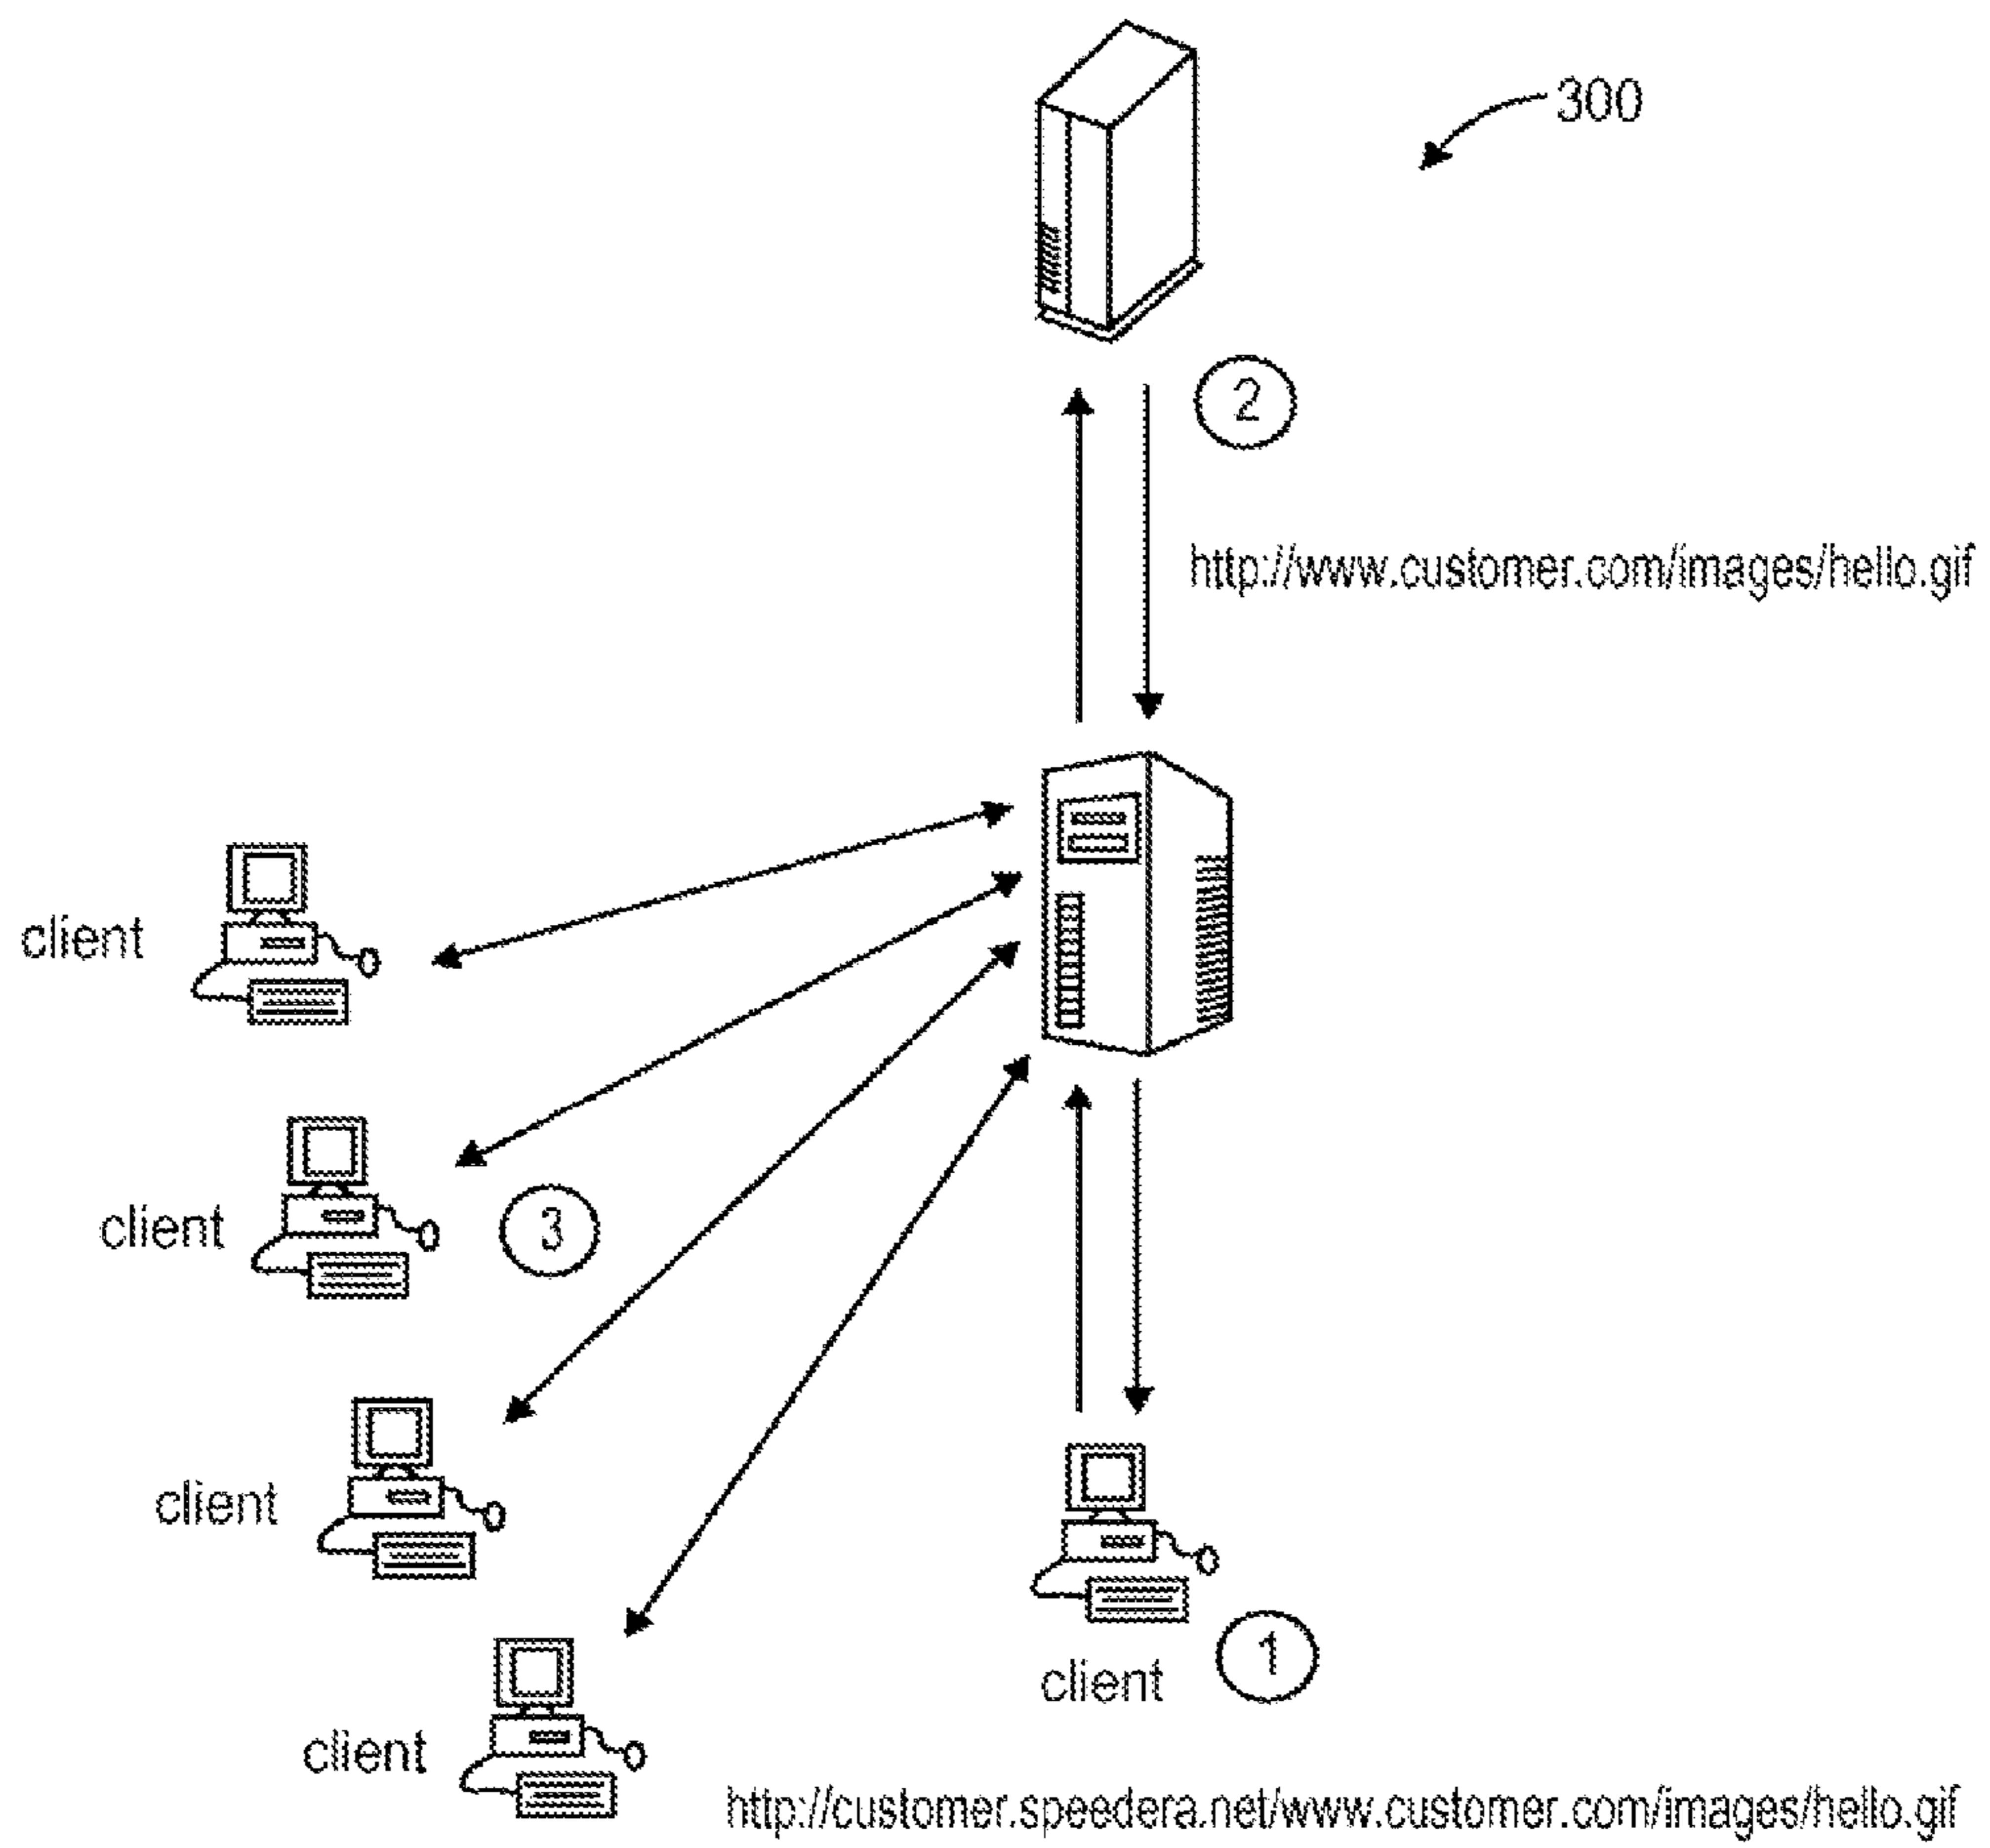 300
2
http://www.customer.com/images/hello.gif
client
client
3
client
client
1
client
http://customer.speedera.net/www.customer.com/images/hello.gif